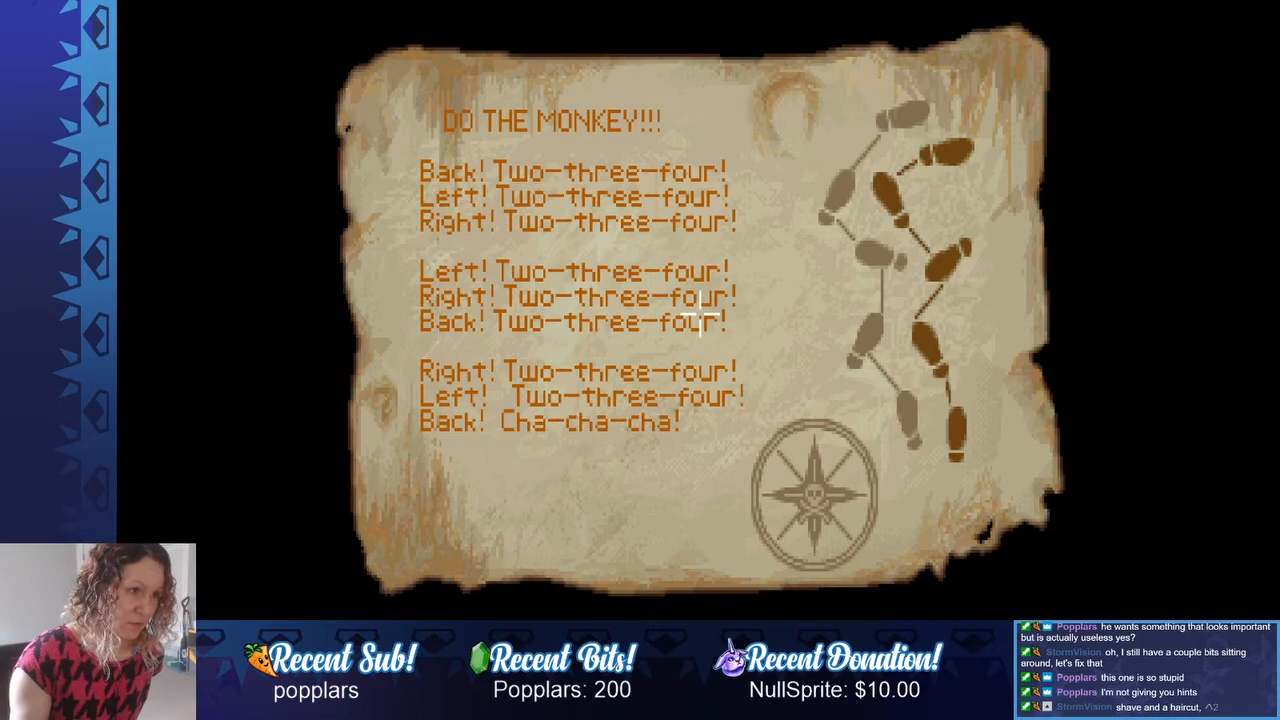 DO THE MONKEY!!!
Back! Two-three-four!
Left! Two-three-four!
Right! Two-three-four!
Left! Two-three-four!
Right! Two-three-four!
Back! Two-three-four!
Right! Two-three-four!
Left! Two-three-four!
Back! Cha-cha-cha!
Recent Sub!
popplars
Recent Bits!
Popplars: 200
Recent Donation!
NullSprite: $10.00
Popplars he wants something that looks important
but is actually useless yes?
StormVision oh, I still have a couple bits sitting
around, let's fix that
Popplars this one is so stupid
Popplars I'm not giving you hints
StormVision shave and a haircut, ^2